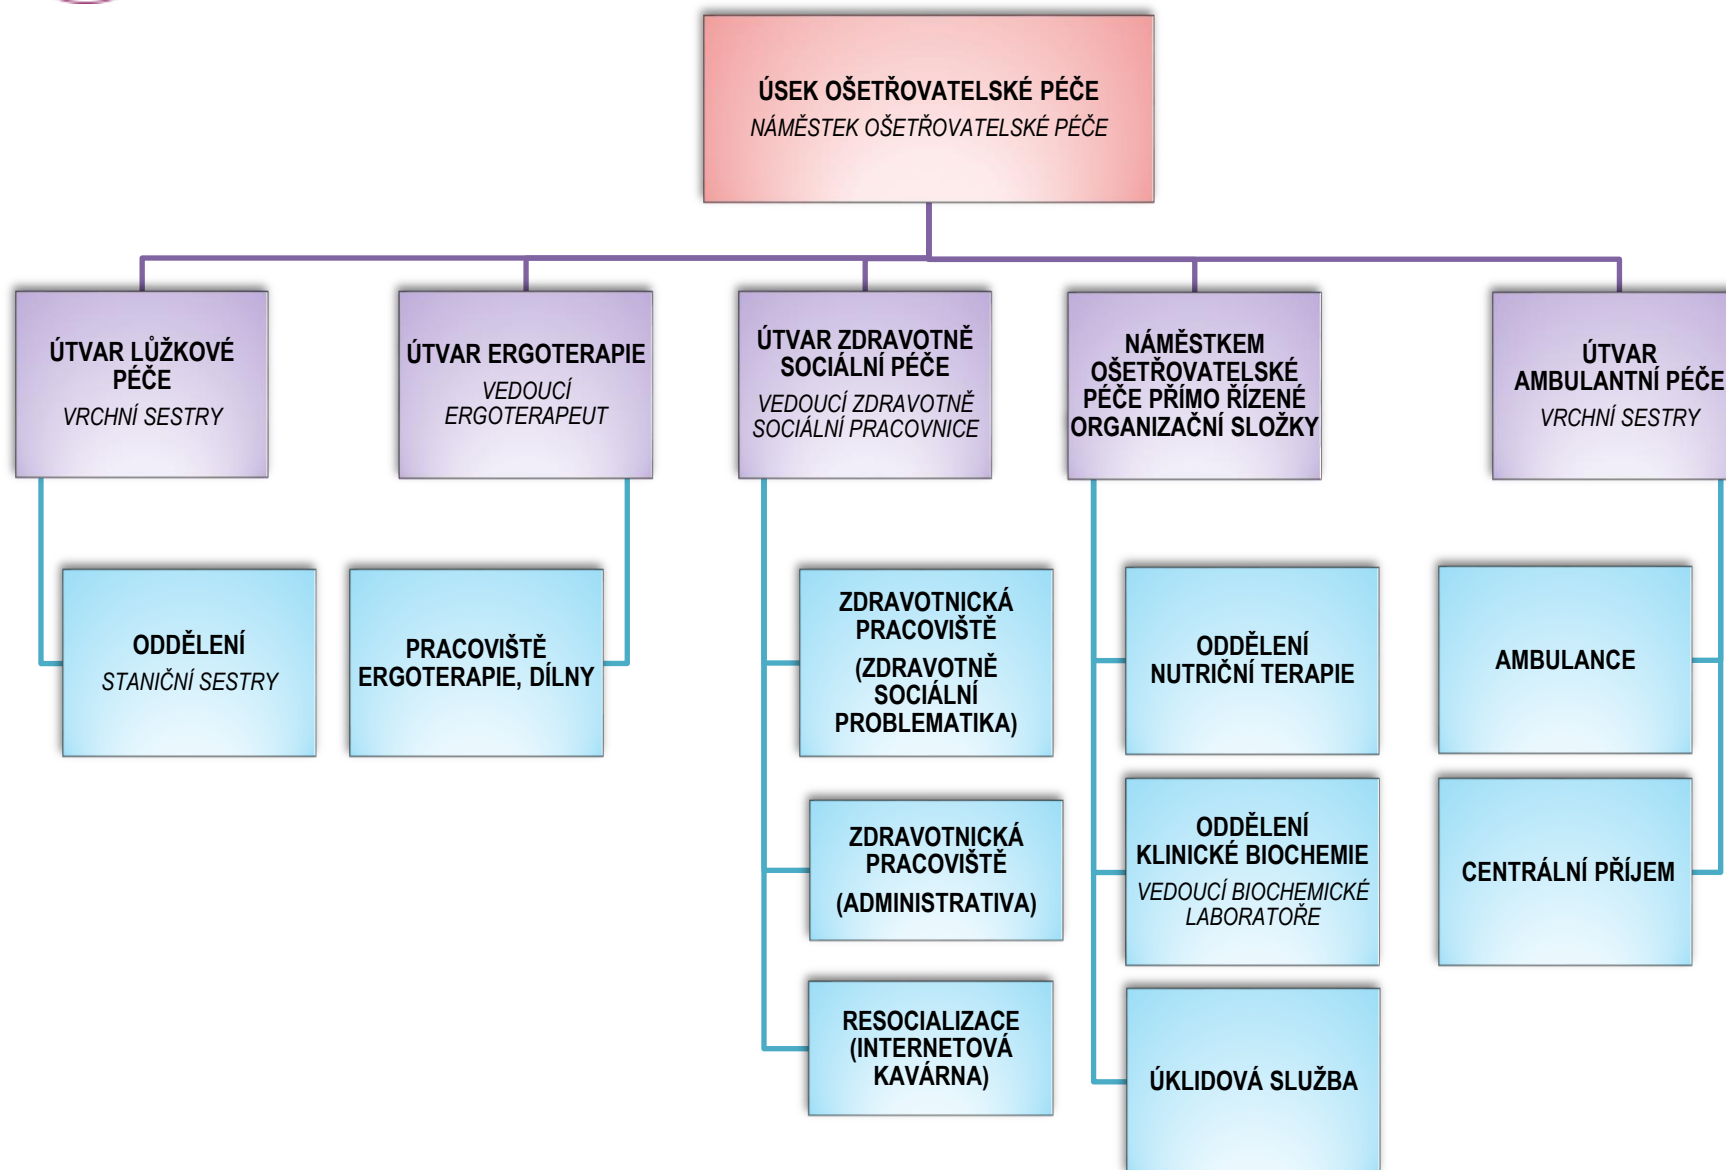 ÚSEK OŠETŘOVATELSKÉ PÉČE
NÁMĚSTEK OŠETŘOVATELSKÉ PÉČE
ÚTVAR LŮŽKOVÉ
PÉČE
VRCHNÍ SESTRY
ÚTVAR ERGOTERAPIE
VEDOUCÍ
ERGOTERAPEUT
ÚTVAR ZDRAVOTNĚ
SOCIÁLNÍ PÉČE
VEDOUCÍ ZDRAVOTNĚ
SOCIÁLNÍ PRACOVNICE
NÁMĚSTKEM
OŠETŘOVATELSKÉ
PÉČE PŘÍMO ŘÍZENÉ
ORGANIZAČNÍ SLOŽKY
ÚTVAR
AMBULANTNÍ PÉČE
VRCHNÍ SESTRY
ODDĚLENÍ
STANIČNÍ SESTRY
PRACOVIŠTĚ
ERGOTERAPIE, DÍLNY
ZDRAVOTNICKÁ
PRACOVIŠTĚ
(ZDRAVOTNĚ
SOCIÁLNÍ
PROBLEMATIKA)
ODDĚLENÍ
NUTRIČNÍ TERAPIE
AMBULANCE
ZDRAVOTNICKÁ
PRACOVIŠTĚ
(ADMINISTRATIVA)
ODDĚLENÍ
KLINICKÉ BIOCHEMIE
VEDOUCÍ BIOCHEMICKÉ
LABORATOŘE
CENTRÁLNÍ PŘÍJEM
RESOCIALIZACE
(INTERNETOVÁ
KAVÁRNA)
ÚKLIDOVÁ SLUŽBA